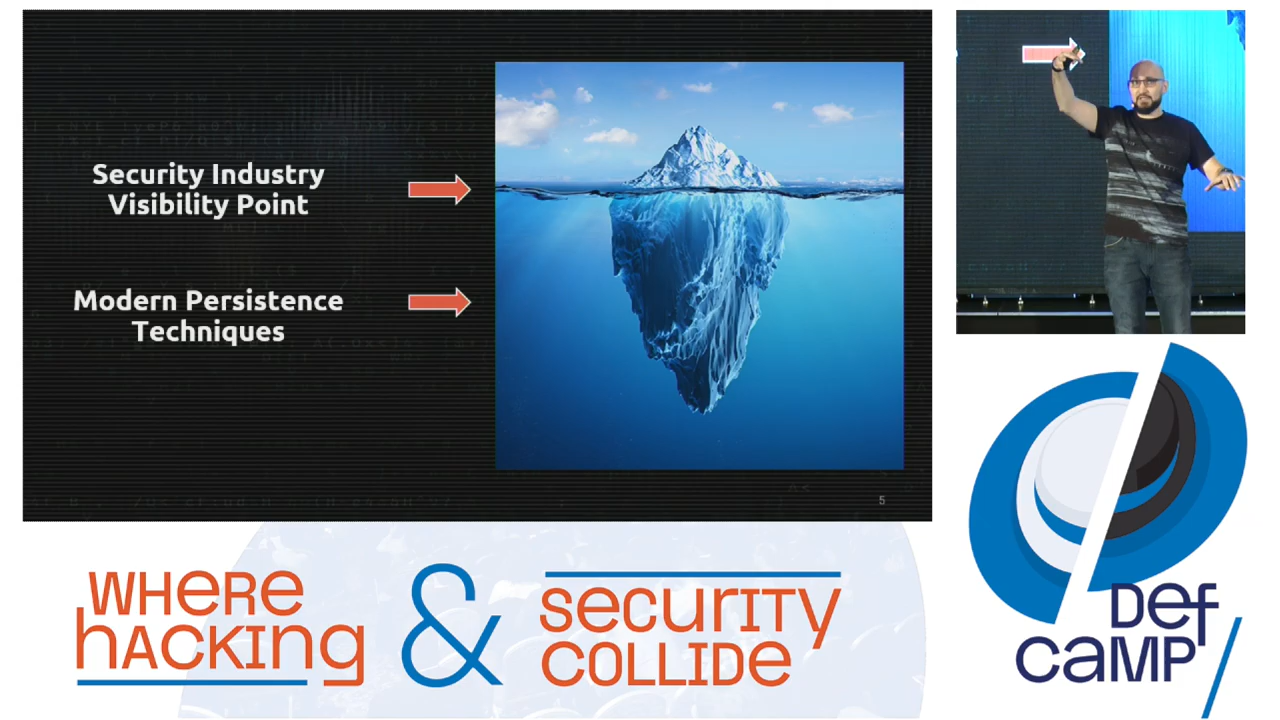 Security Industry
Visibility Point
Modern Persistence
Techniques
5
WHere
HACKing
&
securITY
COLLIDe
Def
CaMP